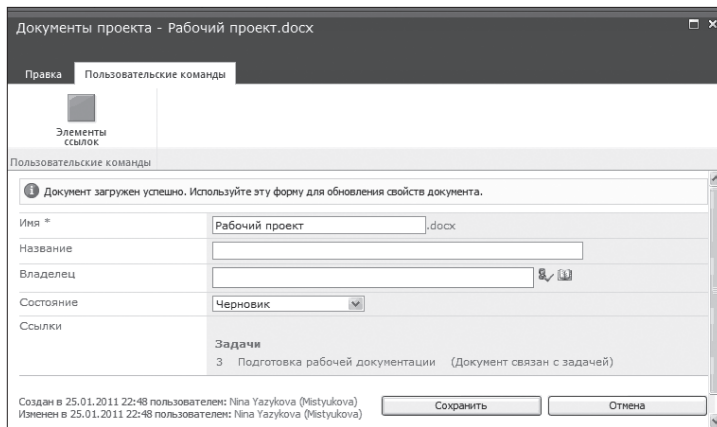 Документы проекта - Рабочий проект.docx
Правка Пользовательские команды
Элементы
ссылок
Пользовательские команды
Документ загружен успешно. Используйте эту форму для обновления свойств документа.
Имя * Рабочий проект .docx
Название
Владелец
Состояние Черновик
Ссылки
Задачи
3 Подготовка рабочей документации (Документ связан с задачей)
Создан в 25.01.2011 22:48 пользователем: Nina Yazykova (Mistyukova)
Изменен в 25.01.2011 22:48 пользователем: Nina Yazykova (Mistyukova)
Сохранить Отмена